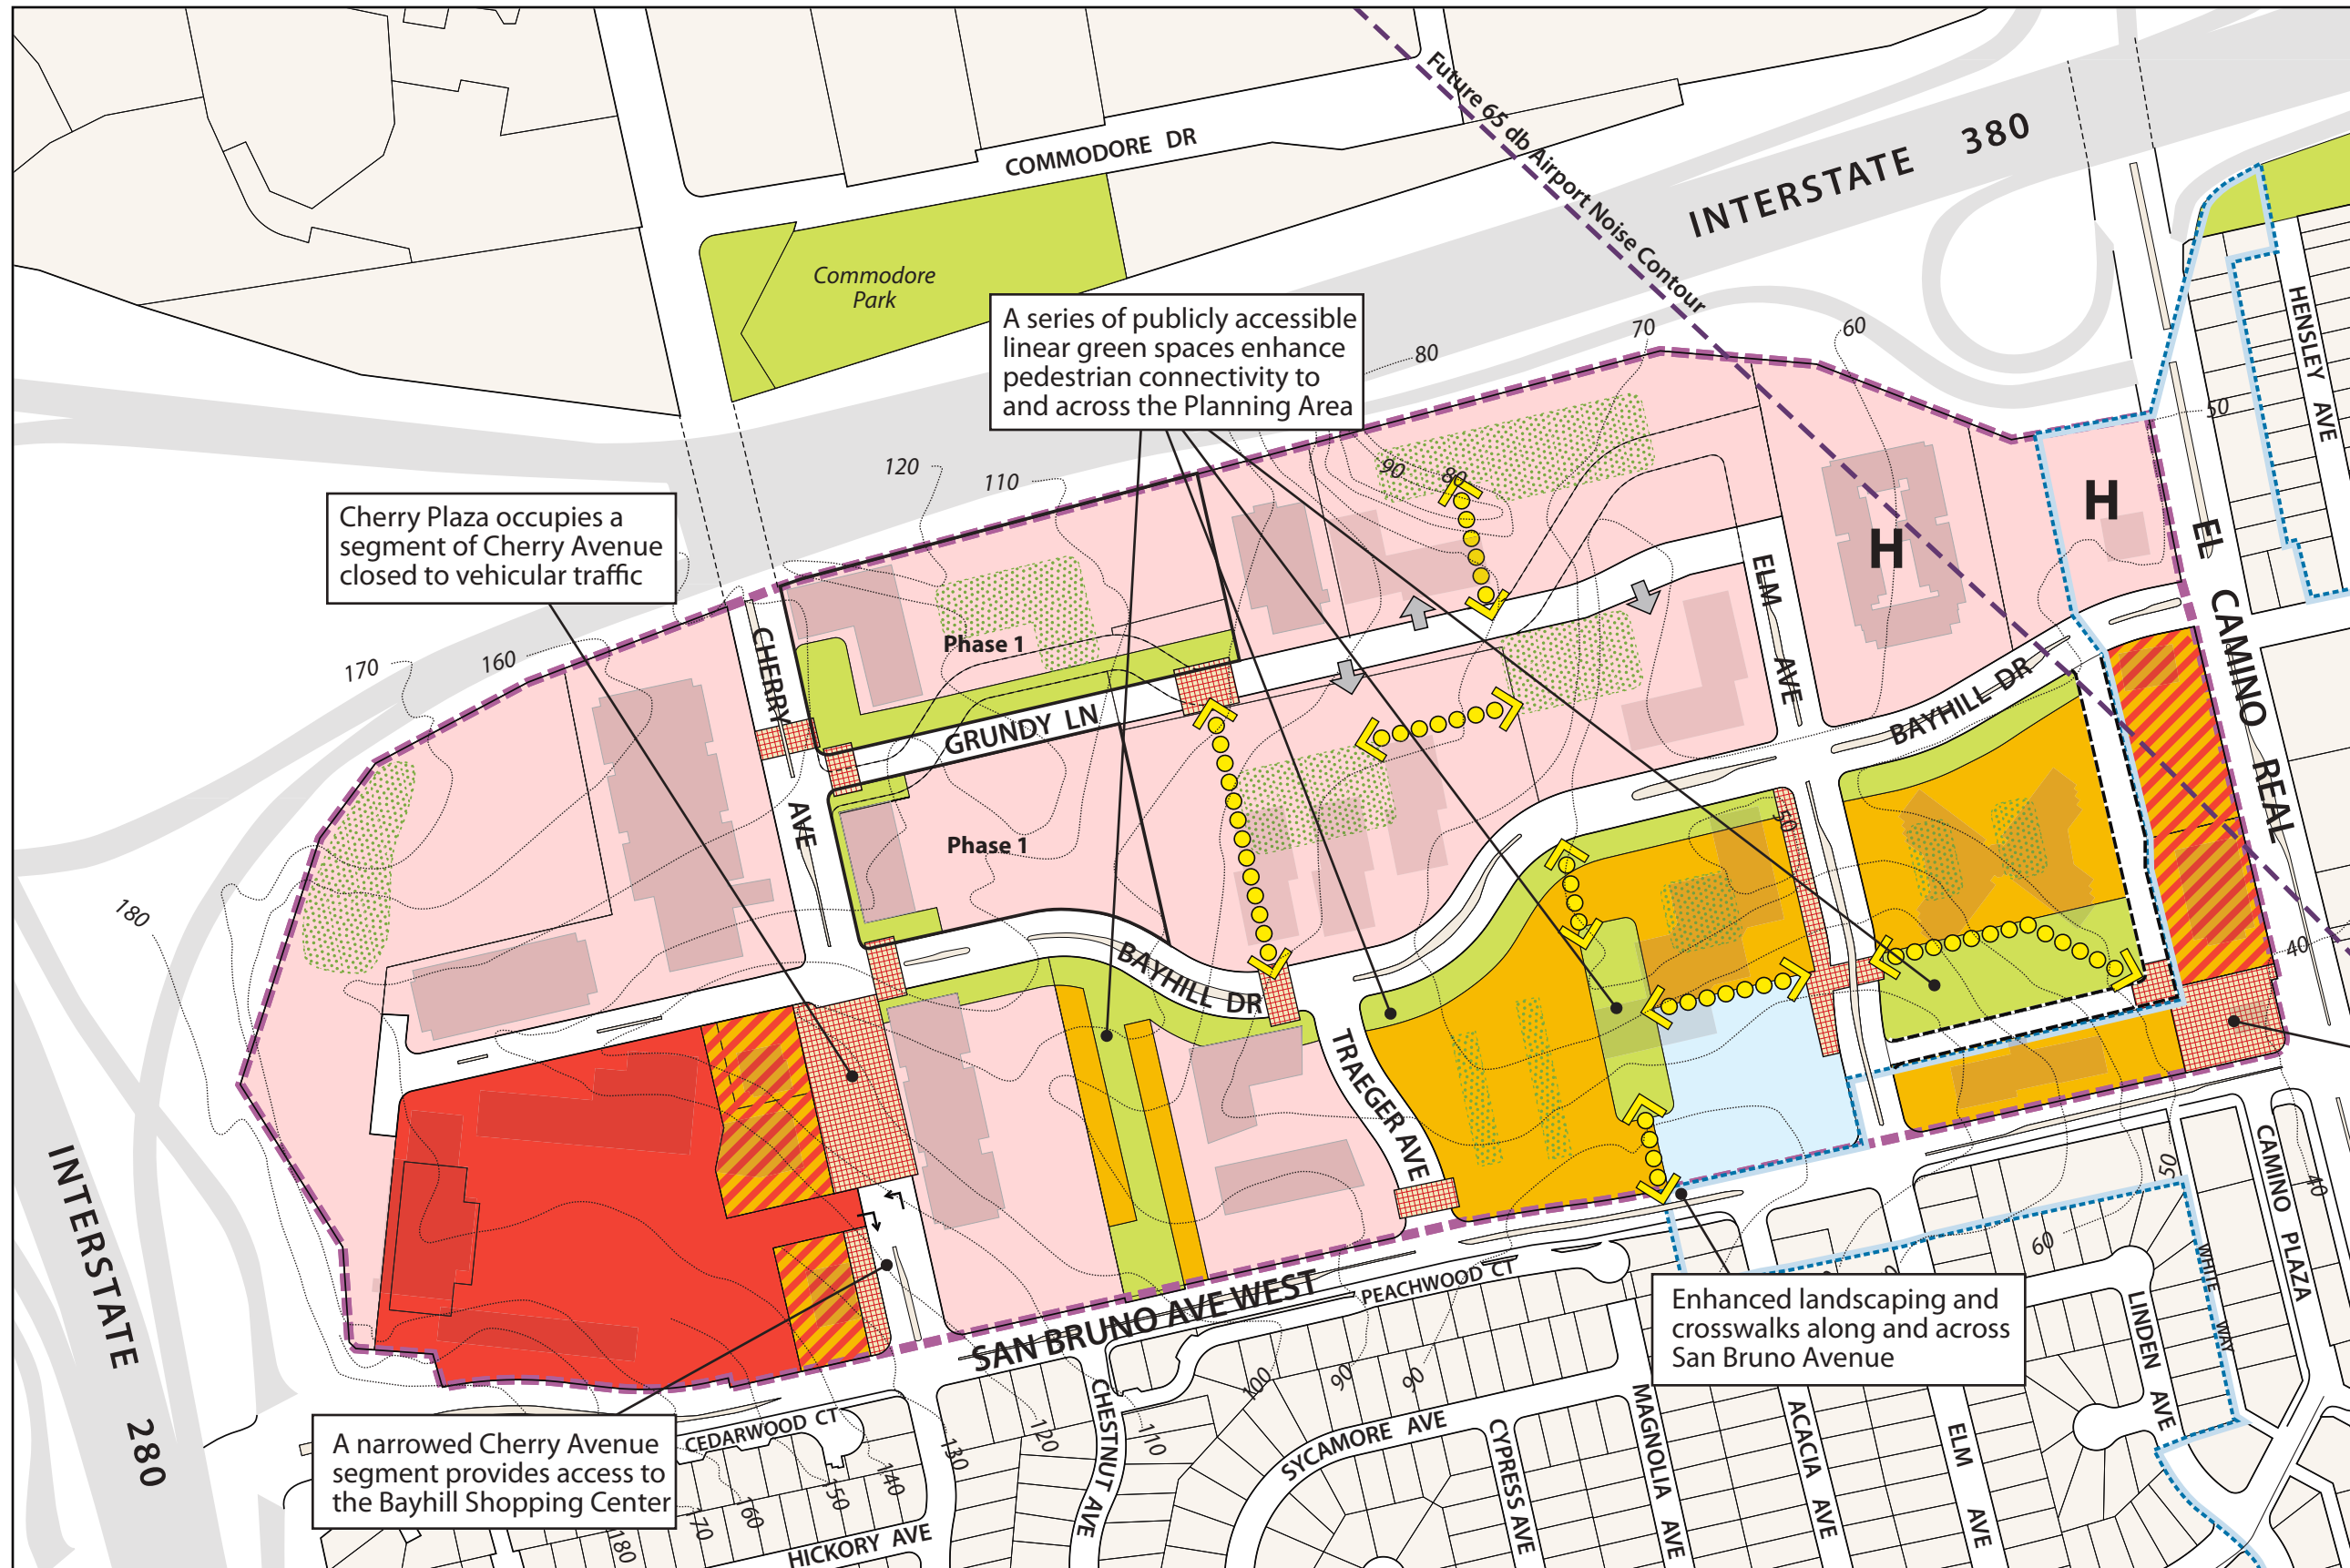 COMMODORE DR
Future 65 db Airport Noise Contour
INTERSTATE 380
Commodore
Park
A series of publicly accessible
linear green spaces enhance
pedestrian connectivity to
and across the Planning Area
HENSLEY AVE
80
70
60
50
120
110
90
80
H
H
Cherry Plaza occupies a
segment of Cherry Avenue
closed to vehicular traffic
EL CAMINO REAL
ELM AVE
CHERRY AVE
Phase 1
170
160
GRUNDY LN
BAYHILL DR
Phase 1
50
180
BAYHILL DR
40
TRAEGER AVE
INTERSTATE 280
SAN BRUNO AVE WEST
PEACHWOOD CT
Enhanced landscaping and
crosswalks along and across
San Bruno Avenue
60
50
WHITE WAY
CAMINO PLAZA
40
LINDEN AVE
A narrowed Cherry Avenue
segment provides access to
the Bayhill Shopping Center
CEDARWOOD CT
HICKORY AVE
CHESTNUT AVE
SYCAMORE AVE
CYPRESS AVE
MAGNOLIA AVE
ACACIA AVE
ELM AVE
180
170
160
150
140
130
120
110
100
90
90